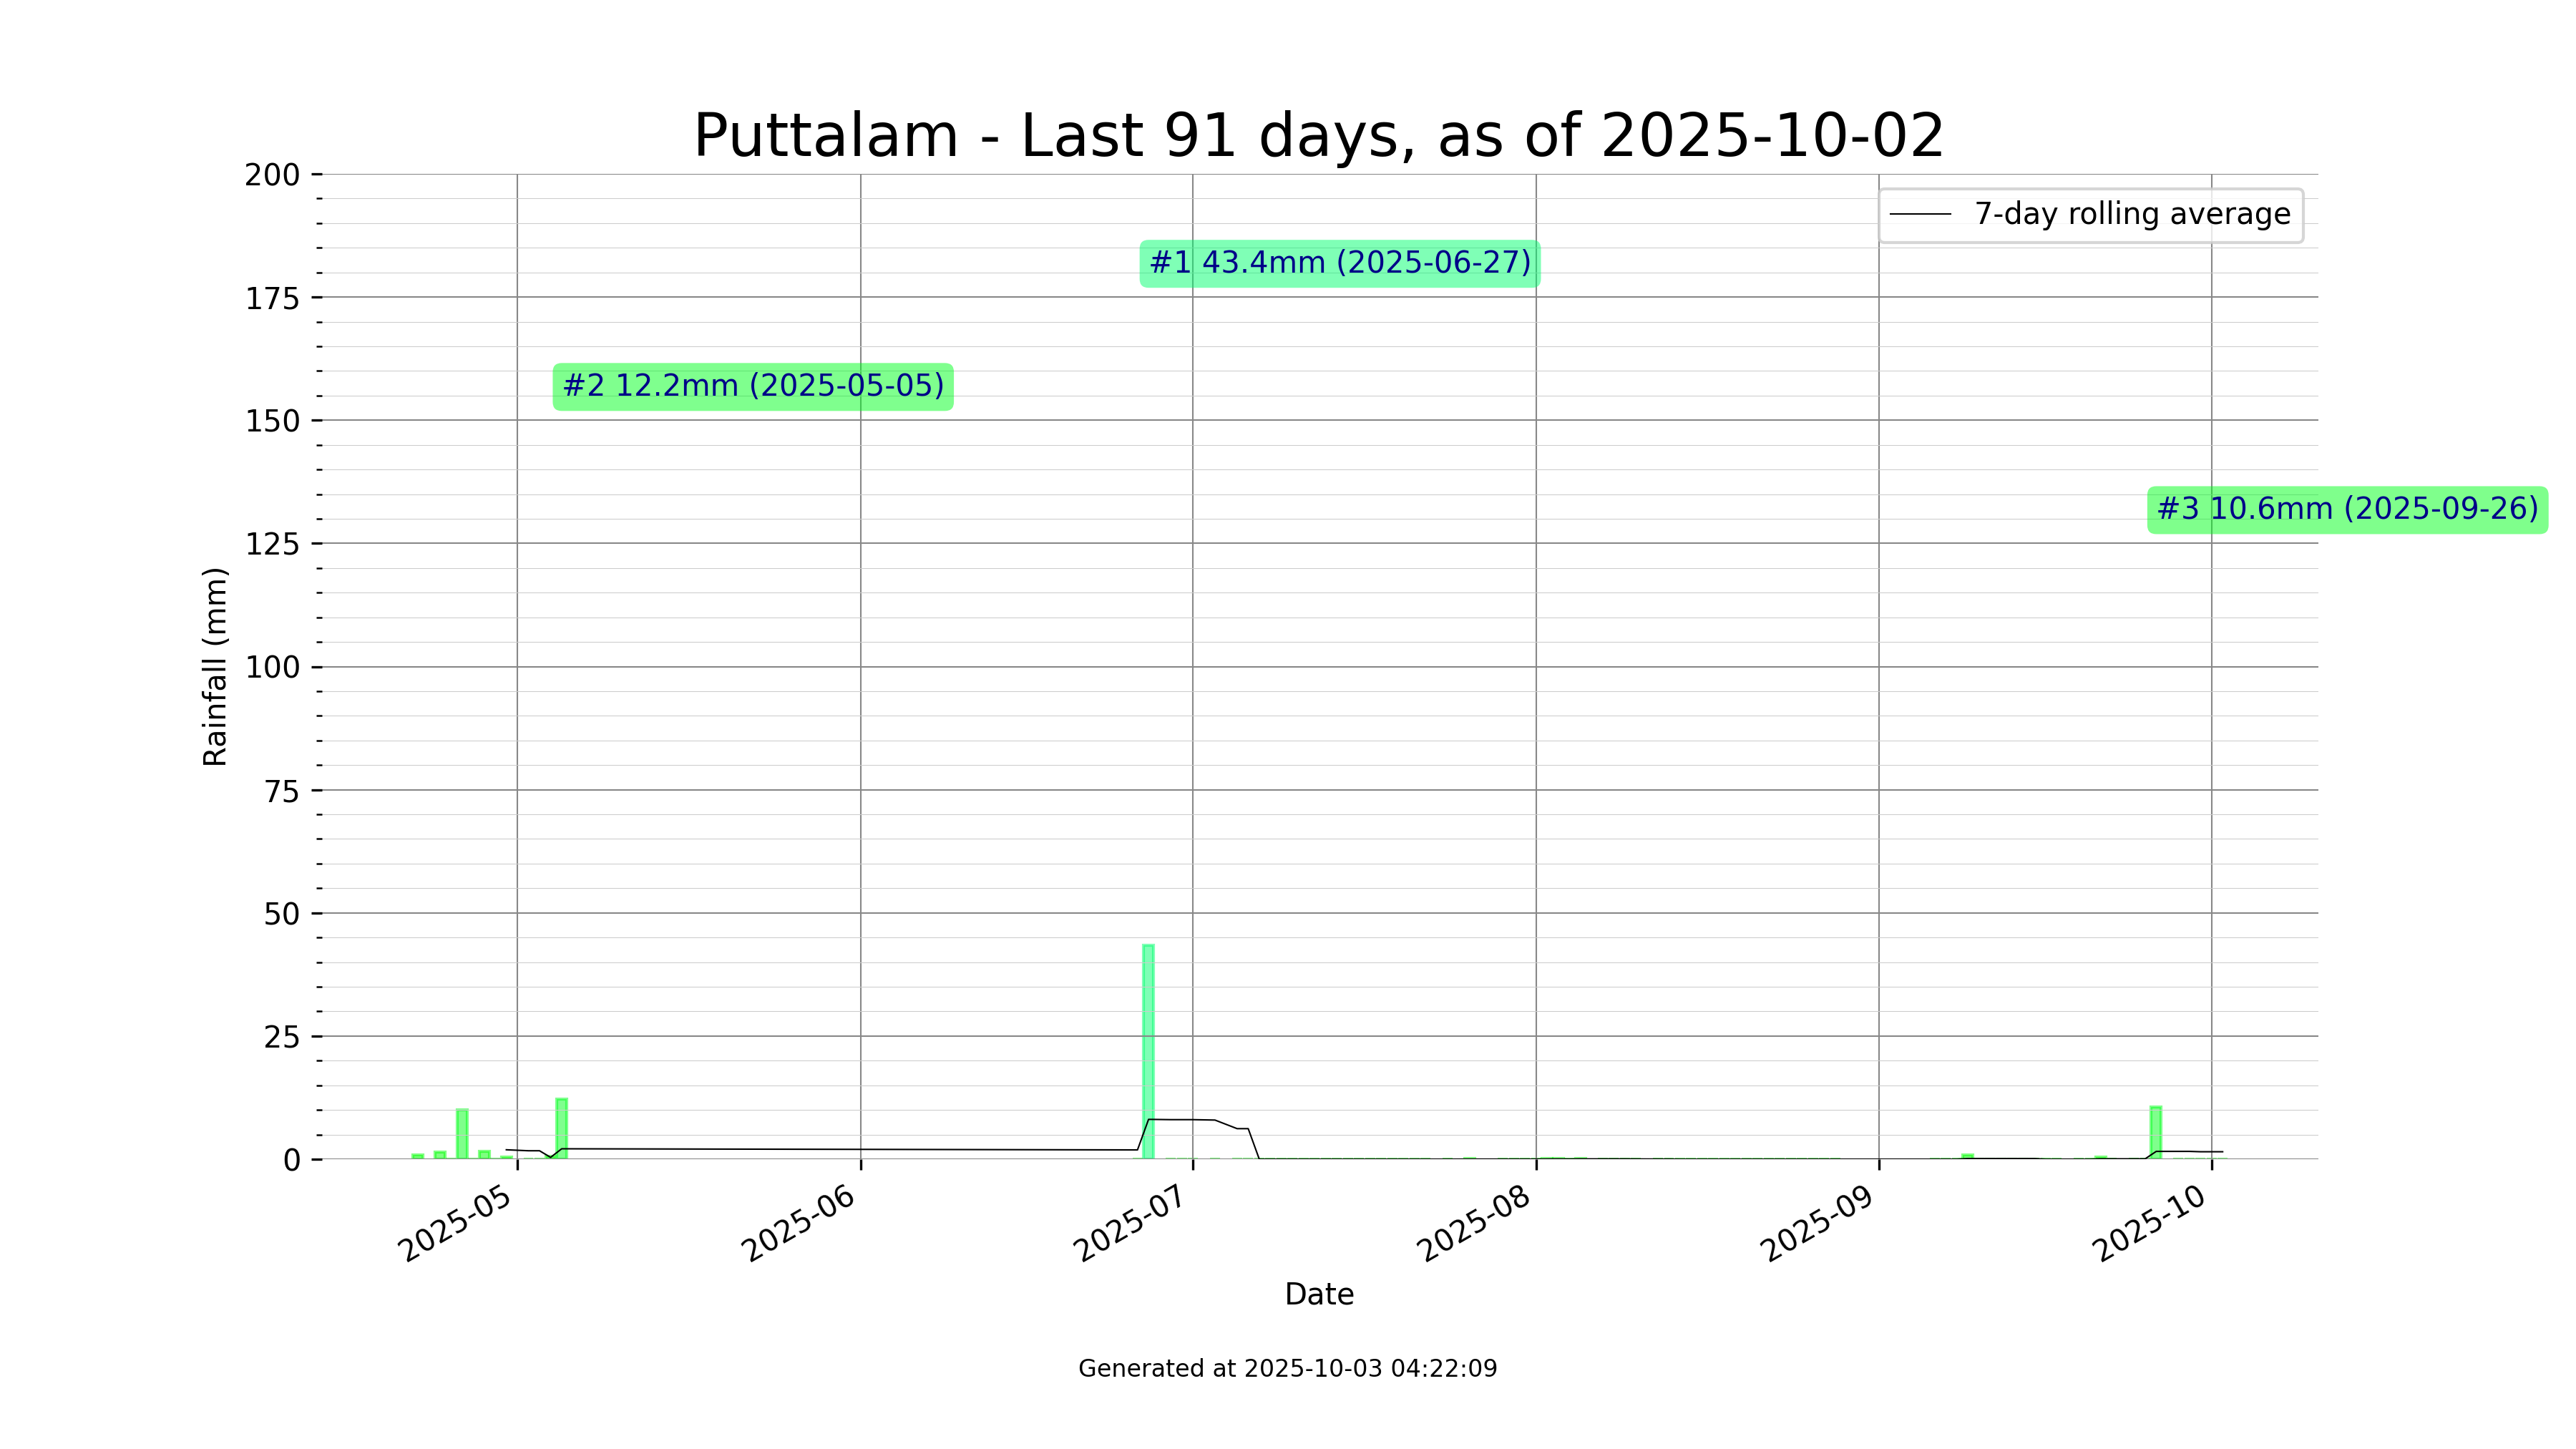 Puttalam - Last 91 days, as of 2025-10-02
200
175
150
125
100
75
50
25
0
Rainfall (mm)
7-day rolling average
#1 43.4mm (2025-06-27)
#2 12.2mm (2025-05-05)
#3 10.6mm (2025-09-26)
2025-05
2025-06
2025-07
2025-08
2025-09
2025-10
Date
Generated at 2025-10-03 04:22:09